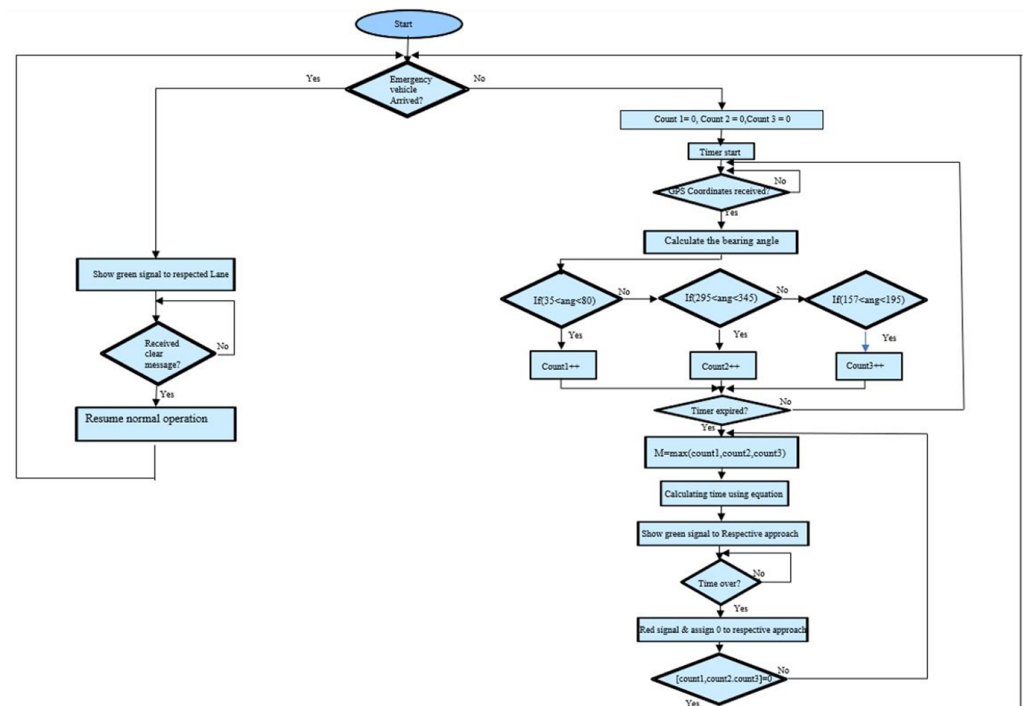 Start
Yes
Emergency
vehicle
Arrived?
No
Count 1= 0, Count 2 = 0,Count 3 = 0
Timer start
GPS Coordinates received?
No
Yes
Calculate the bearing angle
Show green signal to respected Lane
If(35<ang<80)
No
If(295<ang<345)
No
If(157<ang<195)
Yes
Yes
Yes
Received
clear
message?
No
Count1++
Count2++
Count3++
Yes
Timer expired?
No
Resume normal operation
Yes
M=max(count1,count2,count3)
Calculating time using equation
Show green signal to Respective approach
Time over?
No
Yes
Red signal & assign 0 to respective approach
[count1,count2.count3]=0
No
Yes